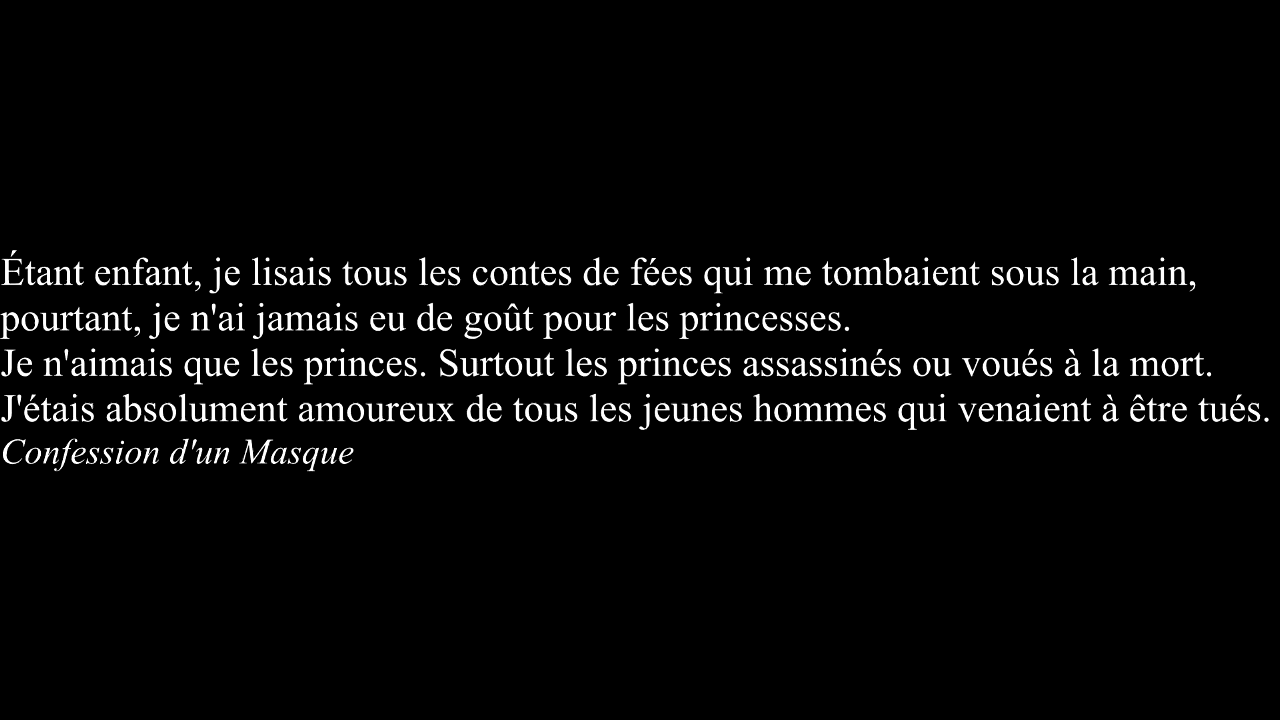 Étant enfant, je lisais tous les contes de fées qui me tombaient sous la main,
pourtant, je n'ai jamais eu de goût pour les princesses.
Je n'aimais que les princes. Surtout les princes assassinés ou voués à la mort.
J'étais absolument amoureux de tous les jeunes hommes qui venaient à être tués.
Confession d'un Masque